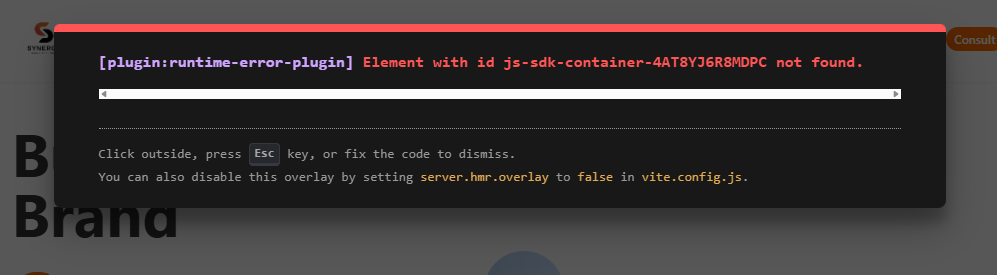 SYNERG
Consult
[plugin:runtime-error-plugin] Element with id js-sdk-container-4AT8YJ6R8MDPC not found.
Click outside, press Esc key, or fix the code to dismiss.
You can also disable this overlay by setting server.hmr.overlay to false in vite.config.js.
Brand